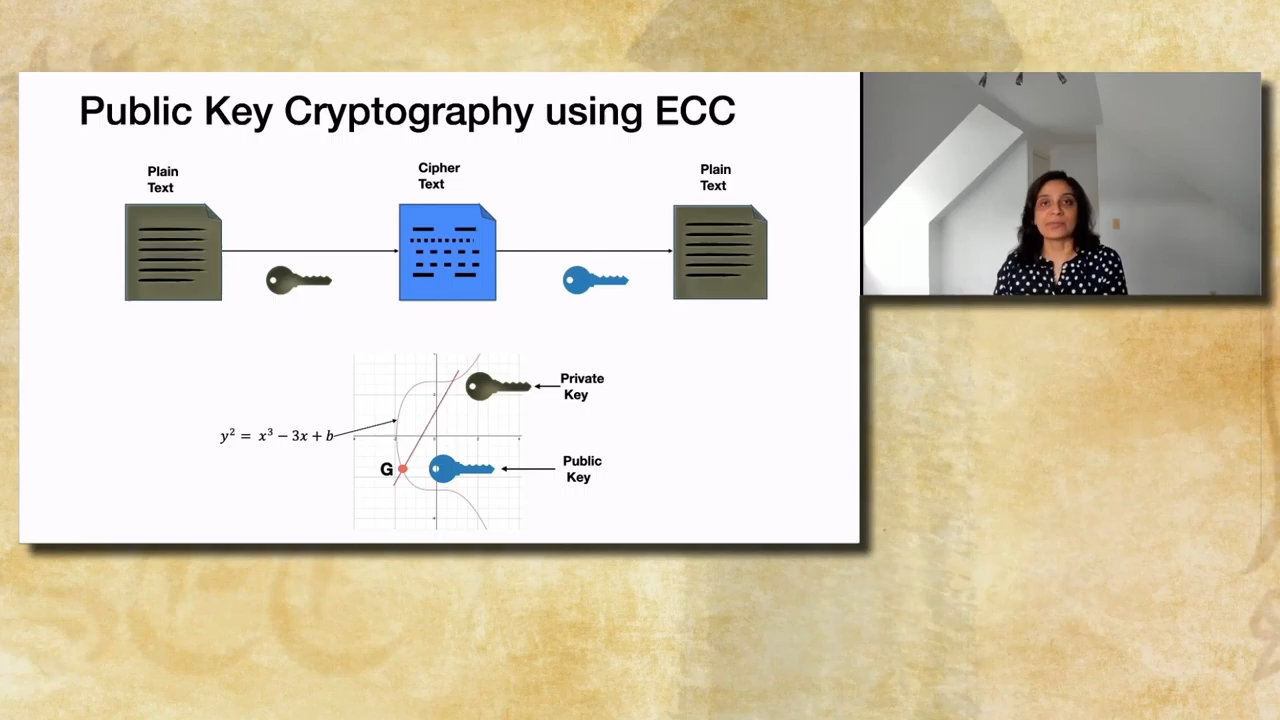 Public Key Cryptography using ECC
Plain
Text
Cipher
Text
Plain
Text
Private
Key
y² = x³ − 3x + b
G
Public
Key